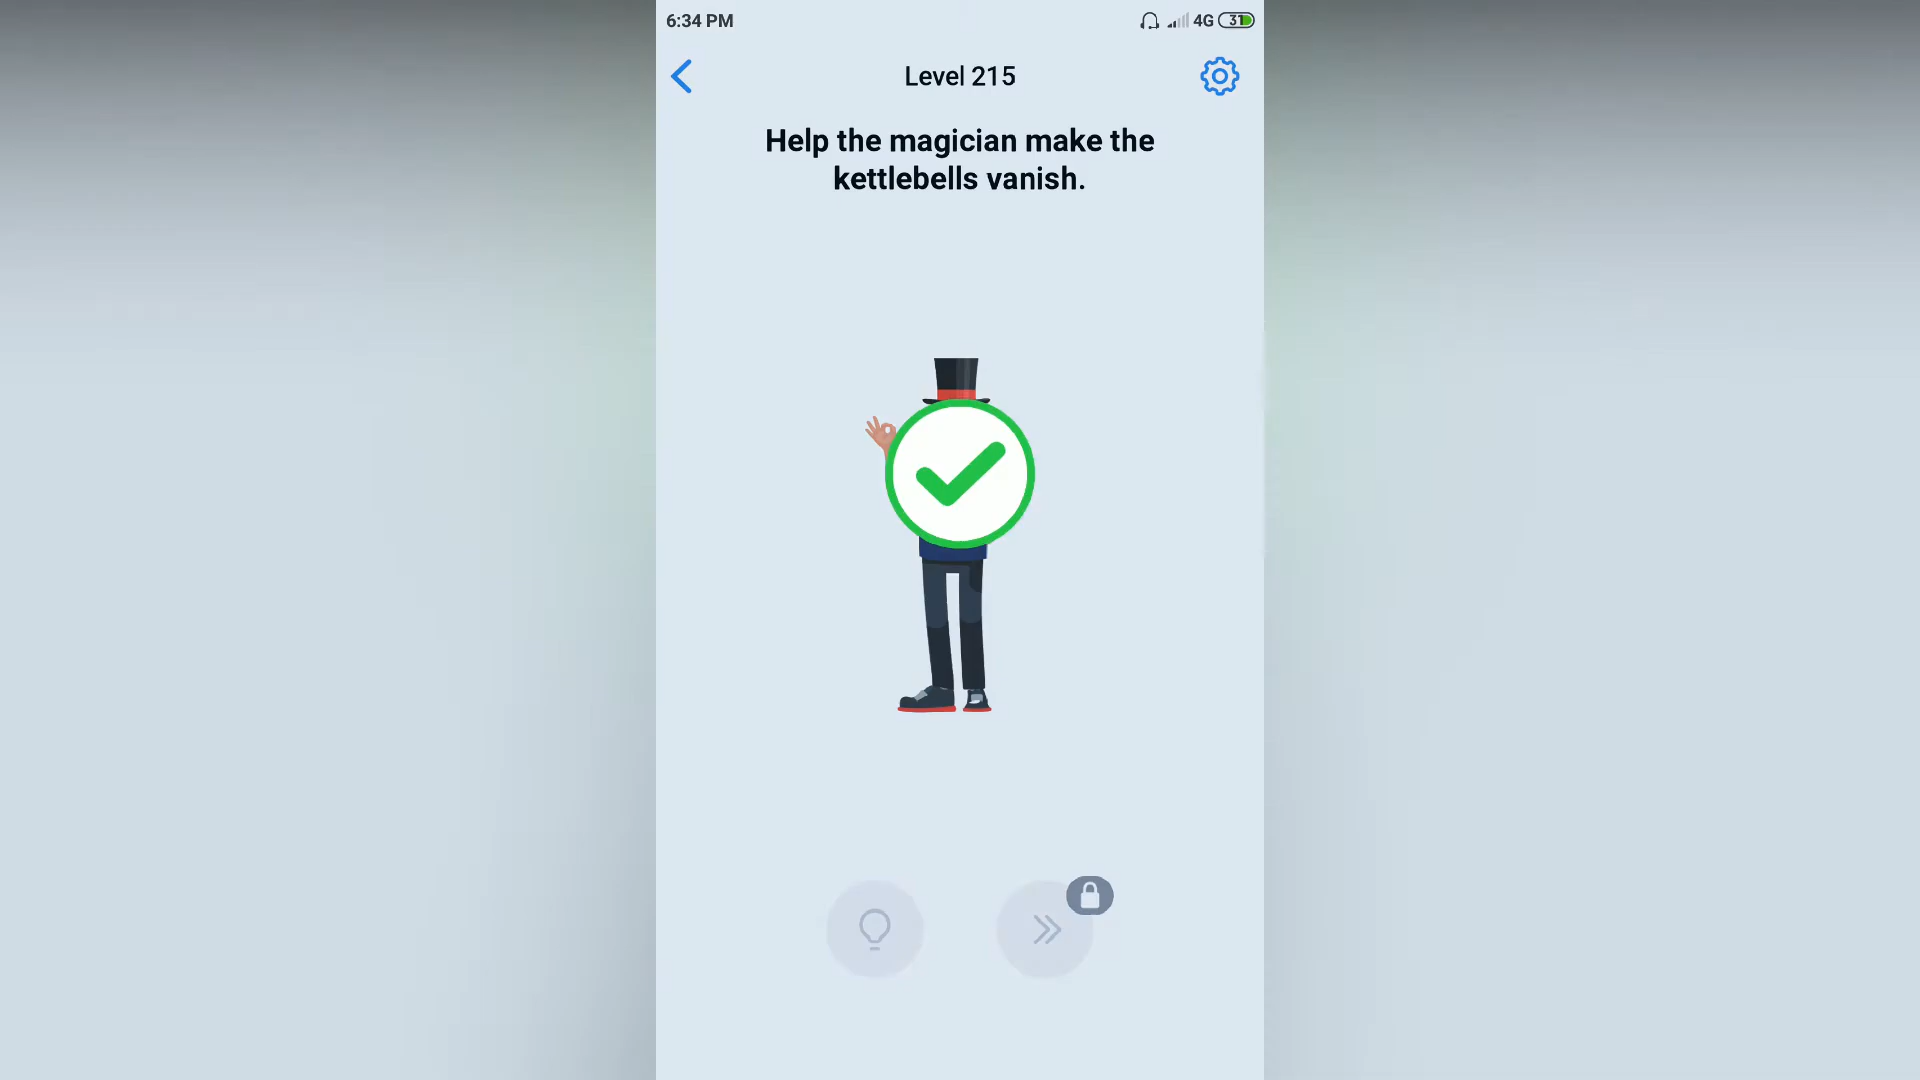 6:34 PM
4G 31
Level 215
Help the magician make the
kettlebells vanish.